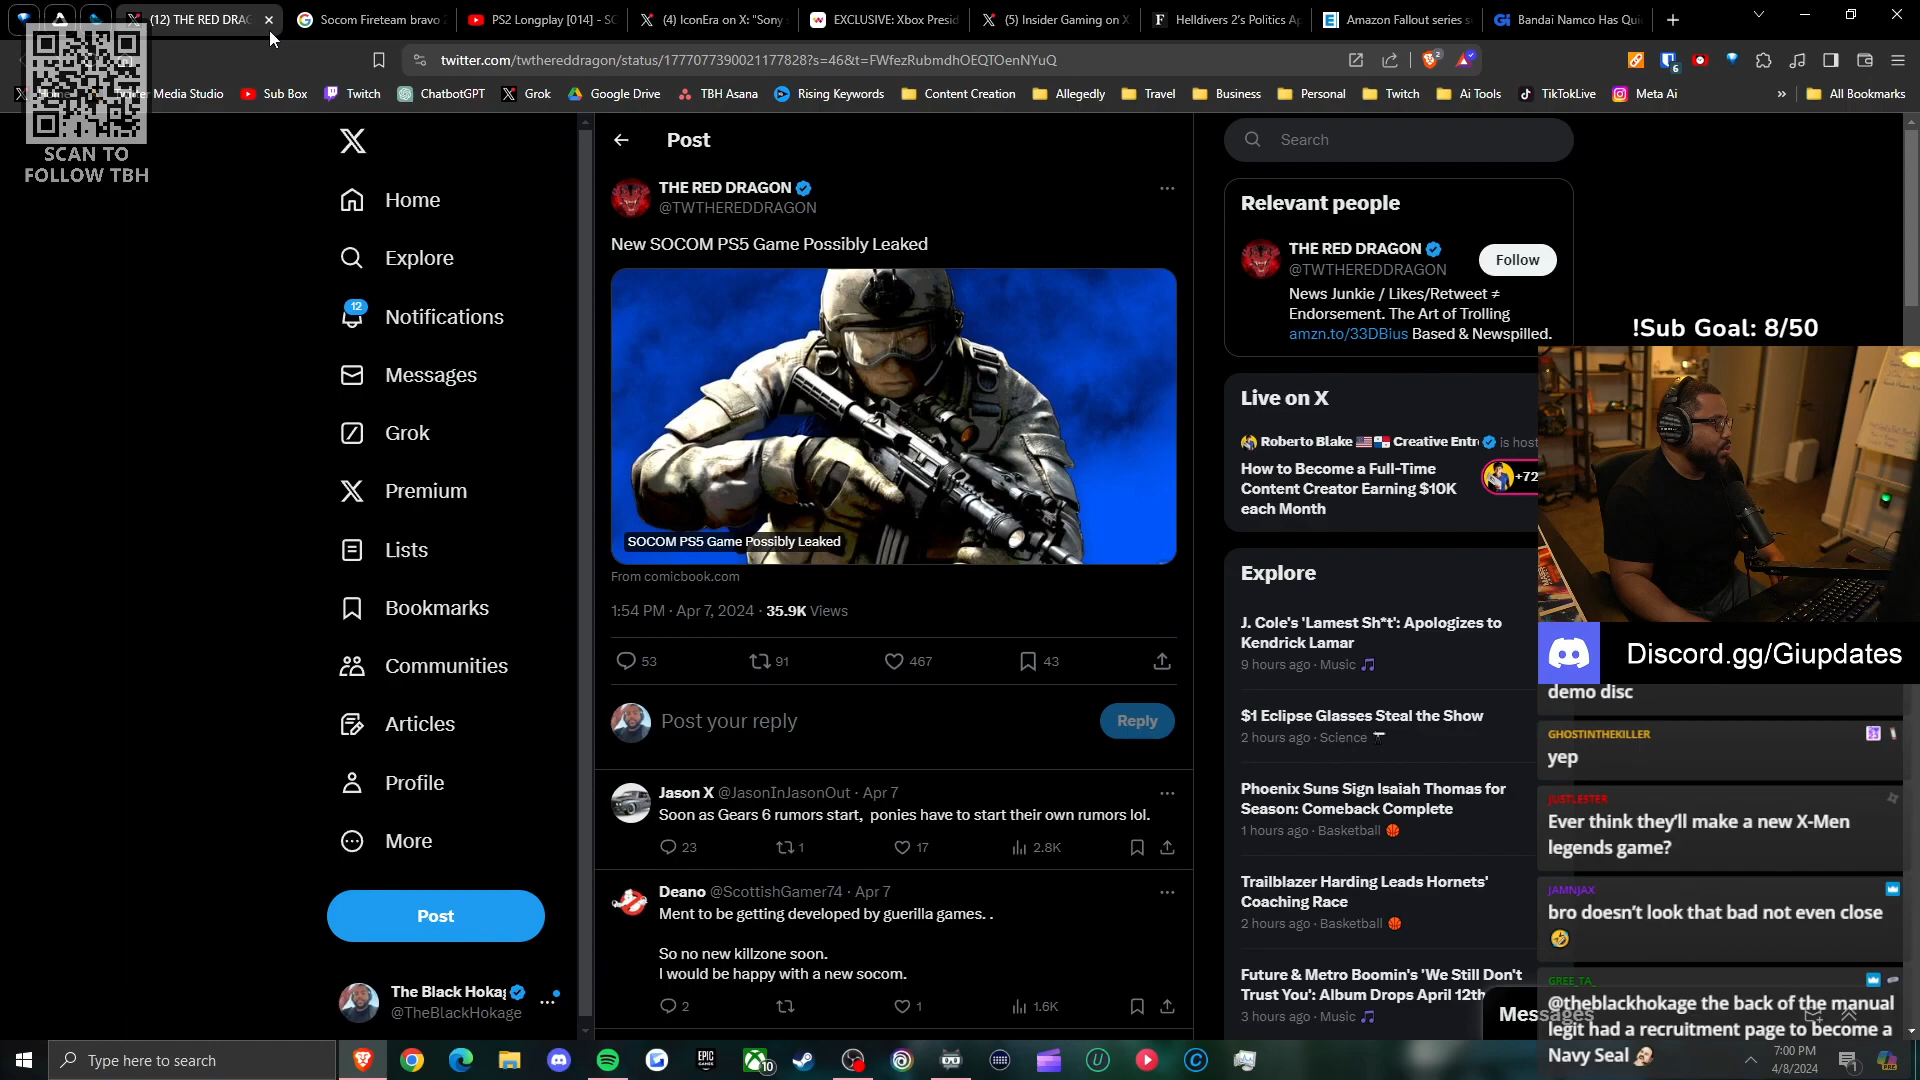 (12) THE RED DRAG
Socom Fireteam bravo
PS2 Longplay [014] - SC
(4) IconEra on X: "Sony
EXCLUSIVE: Xbox Presid
(5) Insider Gaming on X
Helldivers 2's Politics Ap
Amazon Fallout series s
Bandai Namco Has Qui
twitter.com/twthereddragon/status/1777077390021177828?s=46&t=FWfezRubmdhOEQTOenNYuQ
2
6
Media Studio
Sub Box
Twitch
ChatbotGPT
Grok
Google Drive
TBH Asana
Rising Keywords
Content Creation
Allegedly
Travel
Business
Personal
Twitch
Ai Tools
TikTokLive
Meta Ai
»
All Bookmarks
SCAN TO
FOLLOW TBH
Home
Explore
12
Notifications
Messages
Grok
Premium
Lists
Bookmarks
Communities
Articles
Profile
More
Post
The Black Hokag
@TheBlackHokage
Post
THE RED DRAGON
@TWTHEREDDRAGON
New SOCOM PS5 Game Possibly Leaked
SOCOM PS5 Game Possibly Leaked
From comicbook.com
1:54 PM · Apr 7, 2024 · 35.9K Views
53 91 467 43
Post your reply
Reply
Jason X @JasonInJasonOut · Apr 7
Soon as Gears 6 rumors start, ponies have to start their own rumors lol.
23 1 17 2.8K
Deano @ScottishGamer74 · Apr 7
Ment to be getting developed by guerilla games. .
So no new killzone soon.
I would be happy with a new socom.
2 1 1.6K
Search
Relevant people
THE RED DRAGON
@TWTHEREDDRAGON
Follow
News Junkie / Likes/Retweet ≠
Endorsement. The Art of Trolling
amzn.to/33DBius Based & Newspilled.
Live on X
Roberto Blake Creative Entr is host
How to Become a Full-Time
Content Creator Earning $10K
each Month
+72
Explore
J. Cole's 'Lamest Sh*t': Apologizes to
Kendrick Lamar
9 hours ago · Music
$1 Eclipse Glasses Steal the Show
2 hours ago · Science
Phoenix Suns Sign Isaiah Thomas for
Season: Comeback Complete
1 hours ago · Basketball
Trailblazer Harding Leads Hornets'
Coaching Race
2 hours ago · Basketball
Future & Metro Boomin's 'We Still Don't
Trust You': Album Drops April 12th
3 hours ago · Music
Messages
!Sub Goal: 8/50
Discord.gg/Giupdates
demo disc
GHOSTINTHEKILLER
yep
JUSTLESTER
Ever think they'll make a new X-Men
legends game?
JAMNJAX
bro doesn't look that bad not even close
GREE_TA_
@theblackhokage the back of the manual
legit had a recruitment page to become a
Navy Seal
Type here to search
EPIC
10
7:00 PM
4/8/2024
1
PRE